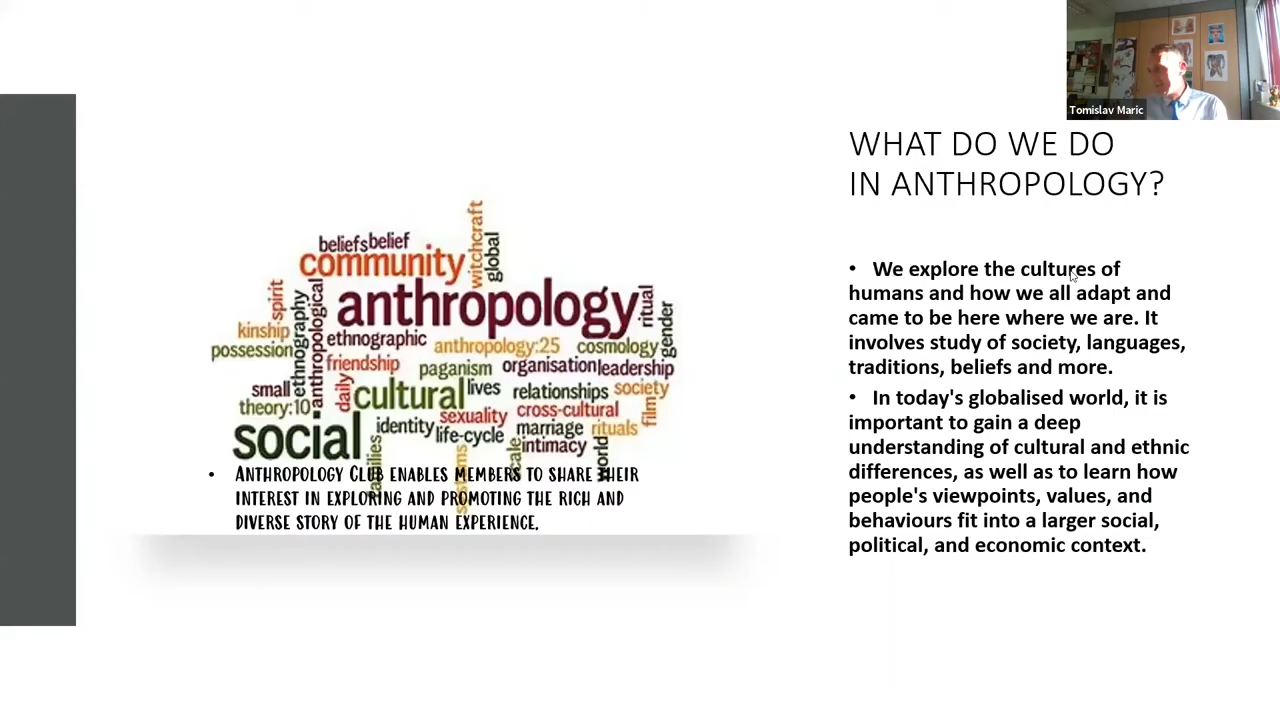 Tomislav Maric
WHAT DO WE DO
IN ANTHROPOLOGY?
• We explore the cultures of
humans and how we all adapt and
came to be here where we are. It
involves study of society, languages,
traditions, beliefs and more.
• In today's globalised world, it is
important to gain a deep
understanding of cultural and ethnic
differences, as well as to learn how
people's viewpoints, values, and
behaviours fit into a larger social,
political, and economic context.
beliefs belief
community
witchcraft
global
spirit
ethnography
anthropological
anthropology
ritual
gender
kinship
possession
ethnographic
anthropology:25
cosmology
friendship
paganism
organisation
leadership
small
theory:10
daily
cultural
lives
relationships
society
film
sexuality
cross-cultural
social
identity
life-cycle
marriage
rituals
intimacy
families
world
• ANTHROPOLOGY CLUB ENABLES MEMBERS TO SHARE THEIR
INTEREST IN EXPLORING AND PROMOTING THE RICH AND
DIVERSE STORY OF THE HUMAN EXPERIENCE.